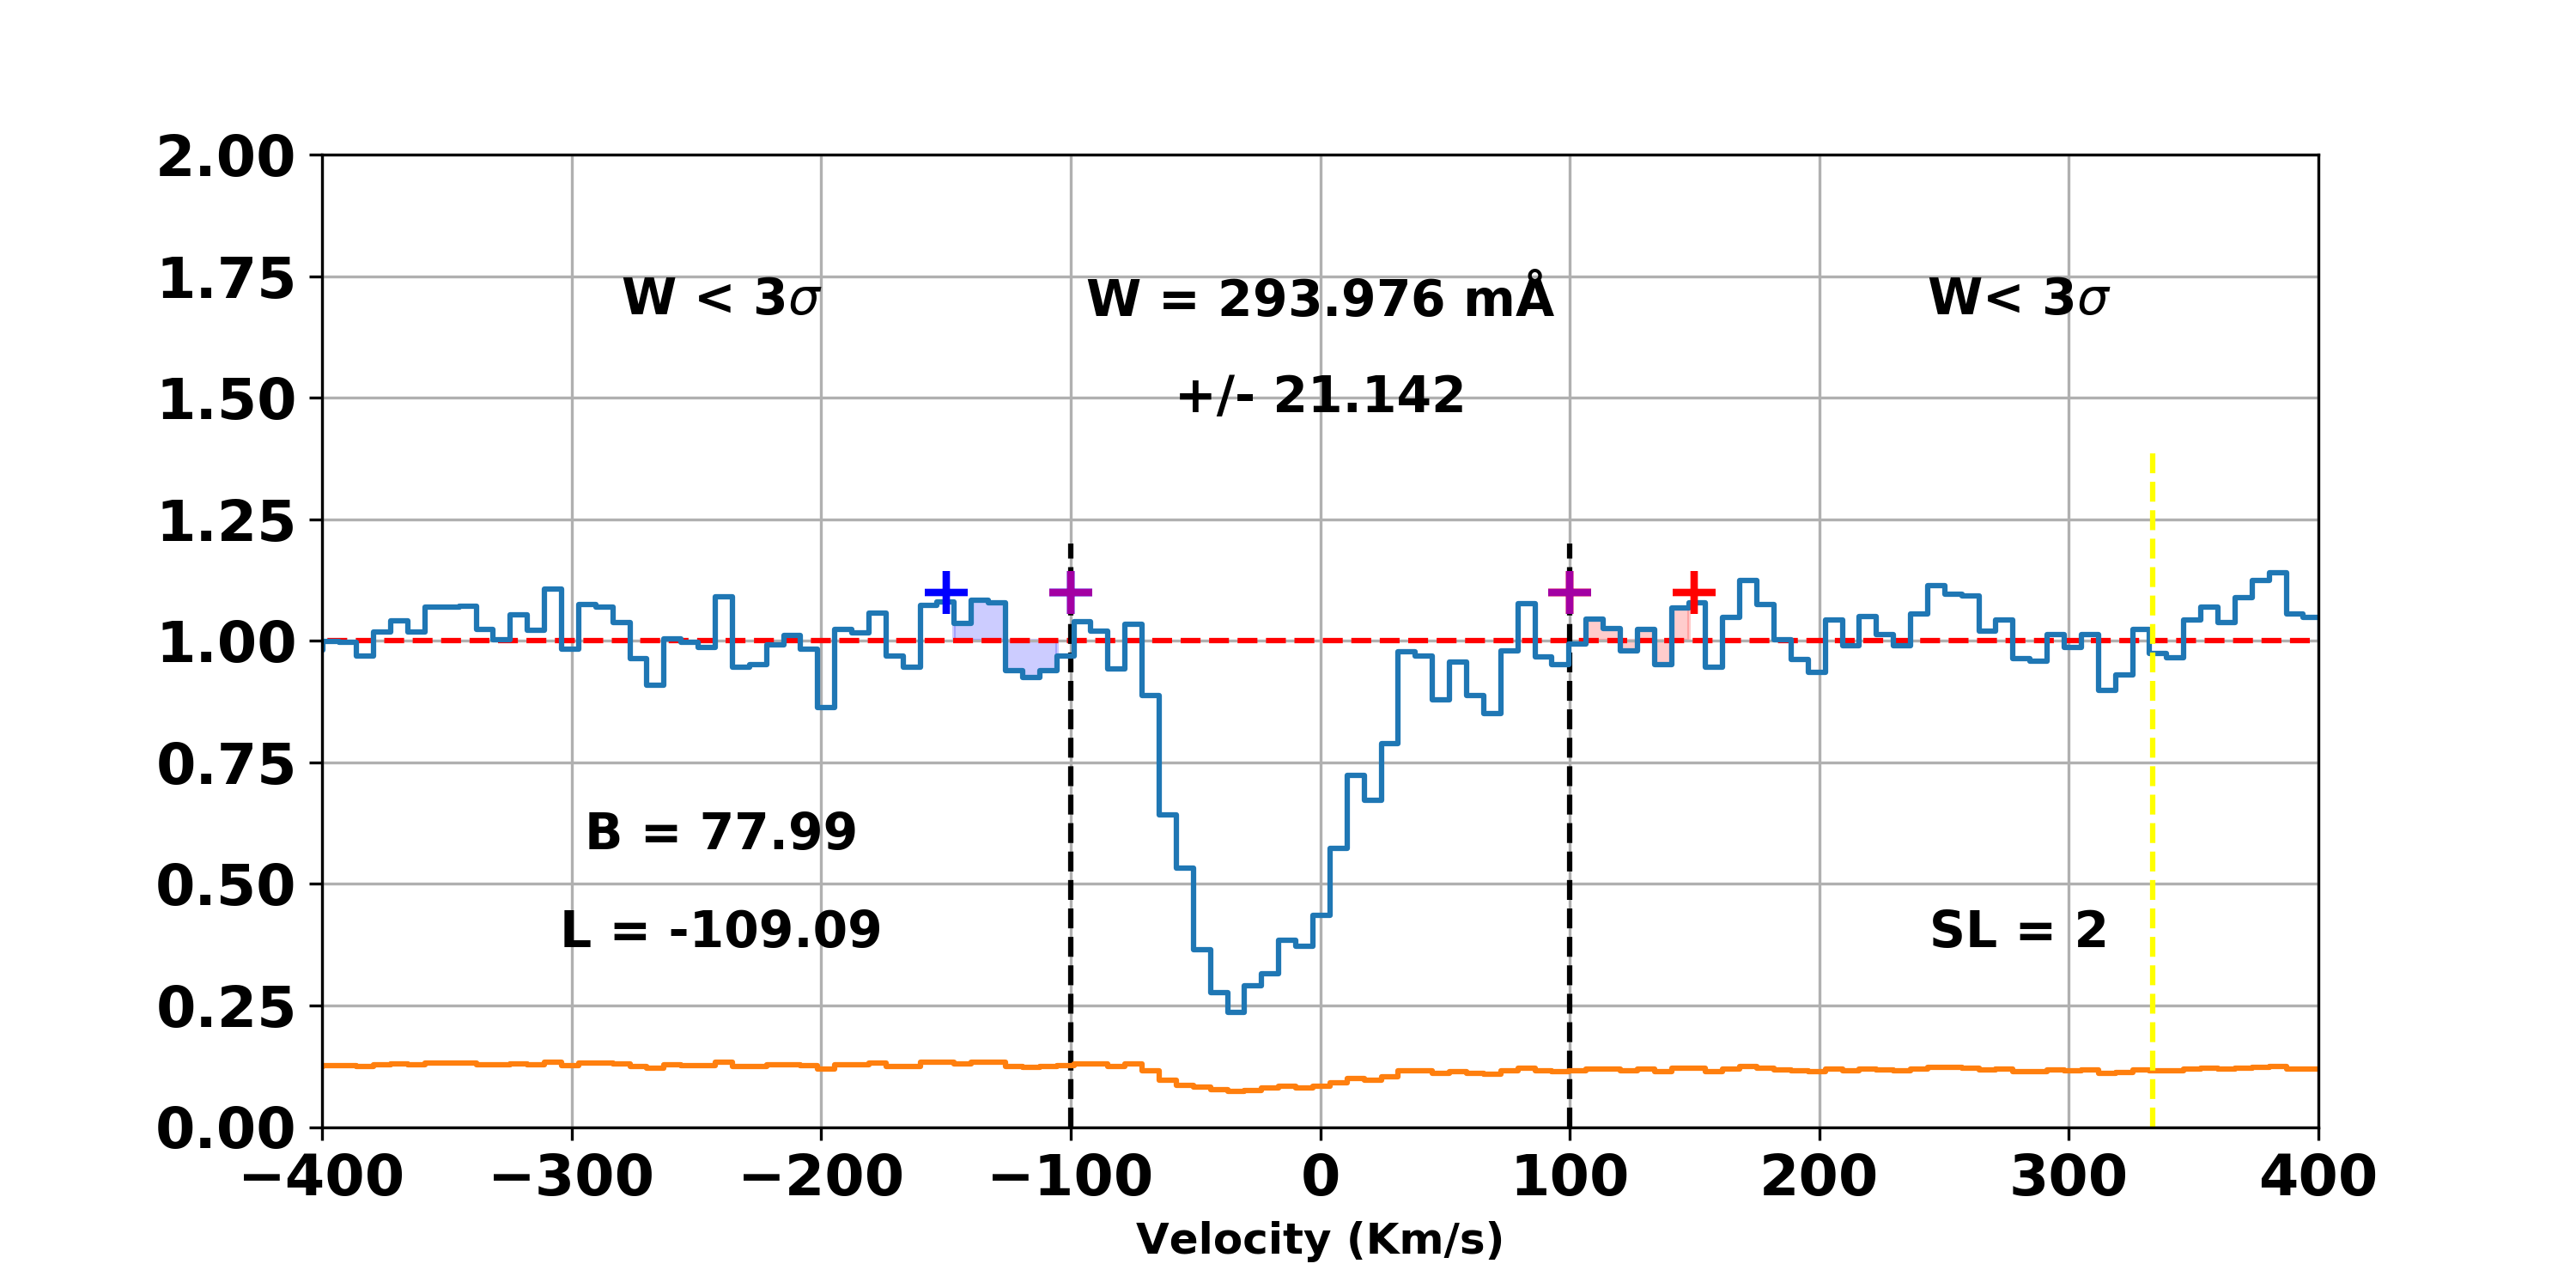 2.00
1.75
W < 3σ
W = 293.976 mÅ
W< 3σ
1.50
+/- 21.142
1.25
1.00
0.75
B = 77.99
0.50
L = -109.09
SL = 2
0.25
0.00
−400 −300 −200 −100 0 100 200 300 400
Velocity (Km/s)